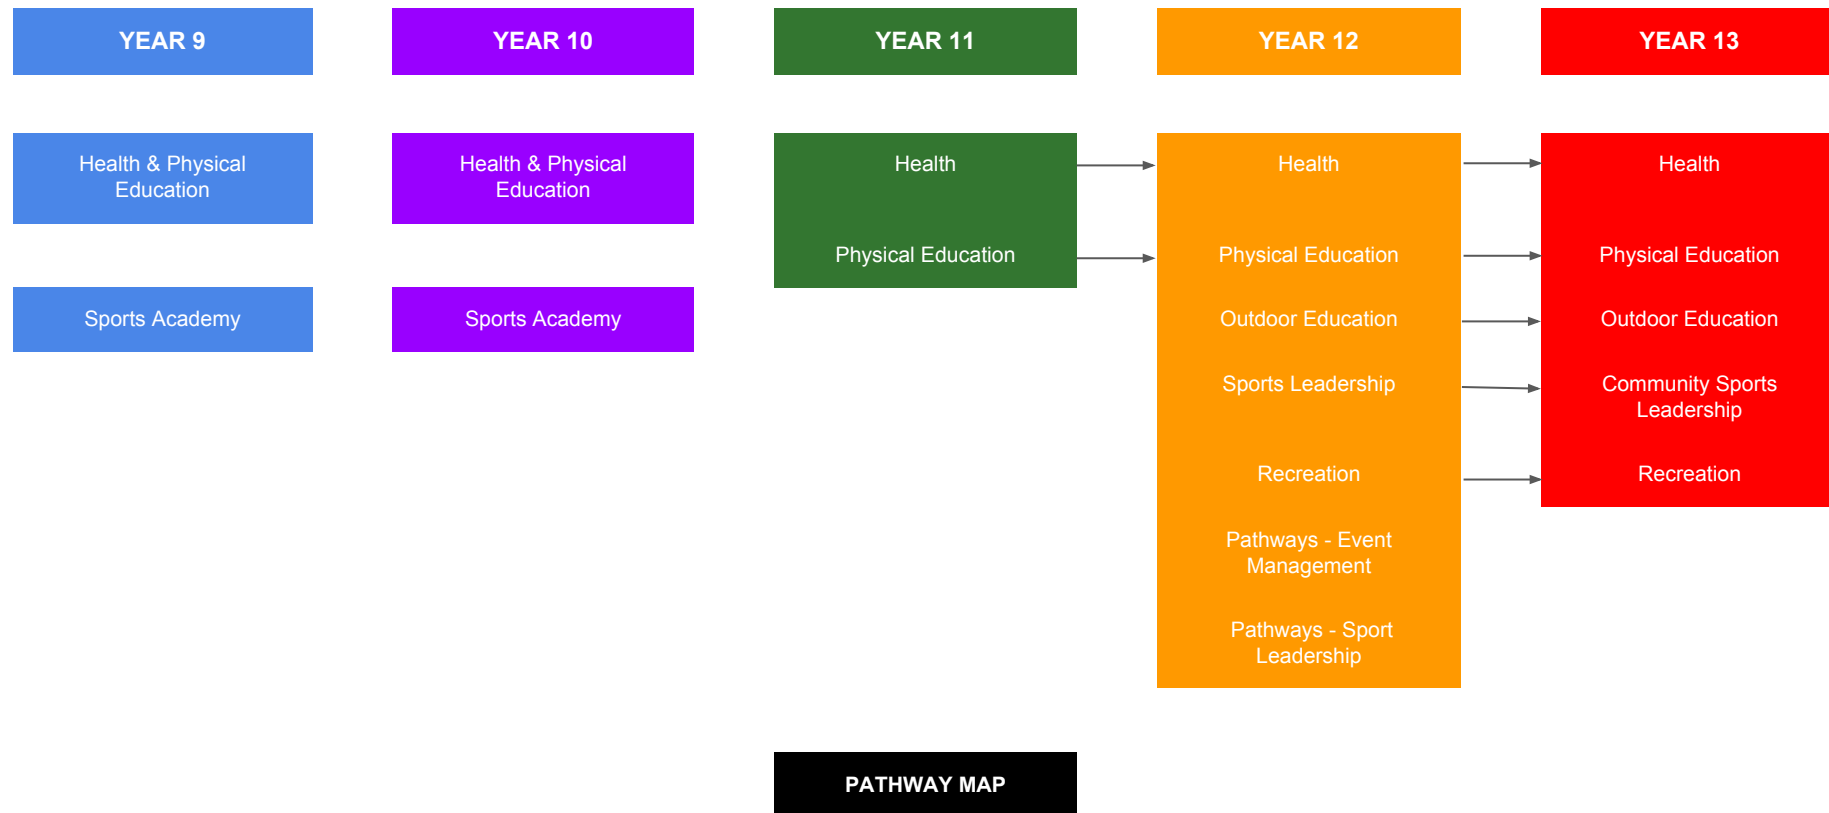 YEAR 9
YEAR 10
YEAR 11
YEAR 12
YEAR 13
Health & Physical
Education
Sports Academy
Health & Physical
Education
Sports Academy
Health
Physical Education
Health
Physical Education
Outdoor Education
Sports Leadership
Recreation
Pathways - Event
Management
Pathways - Sport
Leadership
Health
Physical Education
Outdoor Education
Community Sports
Leadership
Recreation
PATHWAY MAP